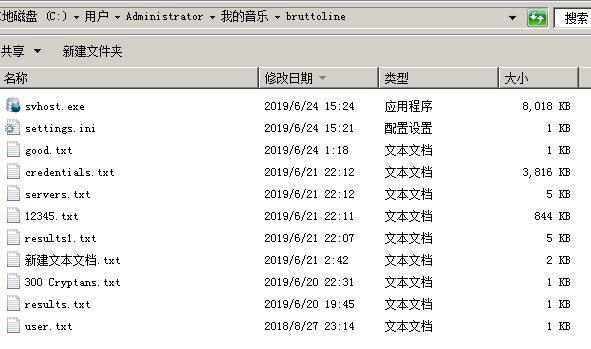 地磁盘 (C:) ▸ 用户 ▸ Administrator ▸ 我的音乐 ▸ bruttoline 搜索
共享 新建文件夹
名称 修改日期 类型 大小
svhost.exe 2019/6/24 15:24 应用程序 8,018 KB
settings.ini 2019/6/24 15:21 配置设置 1 KB
good.txt 2019/6/24 1:18 文本文档 1 KB
credentials.txt 2019/6/21 22:12 文本文档 3,816 KB
servers.txt 2019/6/21 22:12 文本文档 5 KB
12345.txt 2019/6/21 22:11 文本文档 844 KB
results1.txt 2019/6/21 22:07 文本文档 5 KB
新建文本文档.txt 2019/6/21 2:42 文本文档 2 KB
300 Cryptans.txt 2019/6/20 22:31 文本文档 1 KB
results.txt 2019/6/20 19:45 文本文档 1 KB
user.txt 2018/8/27 23:14 文本文档 1 KB